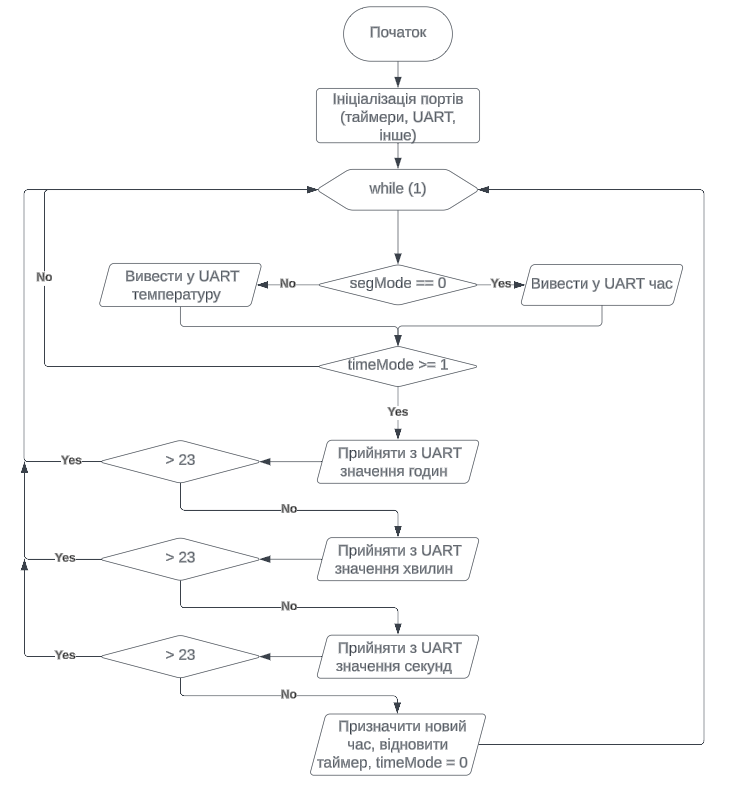 Початок
Ініціалізація портів
(таймери, UART,
інше)
while (1)
No
Вивести у UART
температуру
No
segMode == 0
Yes
Вивести у UART час
timeMode >= 1
Yes
Yes
> 23
Прийняти з UART
значення годин
No
Yes
> 23
Прийняти з UART
значення хвилин
No
Yes
> 23
Прийняти з UART
значення секунд
No
Призначити новий
час, відновити
таймер, timeMode = 0